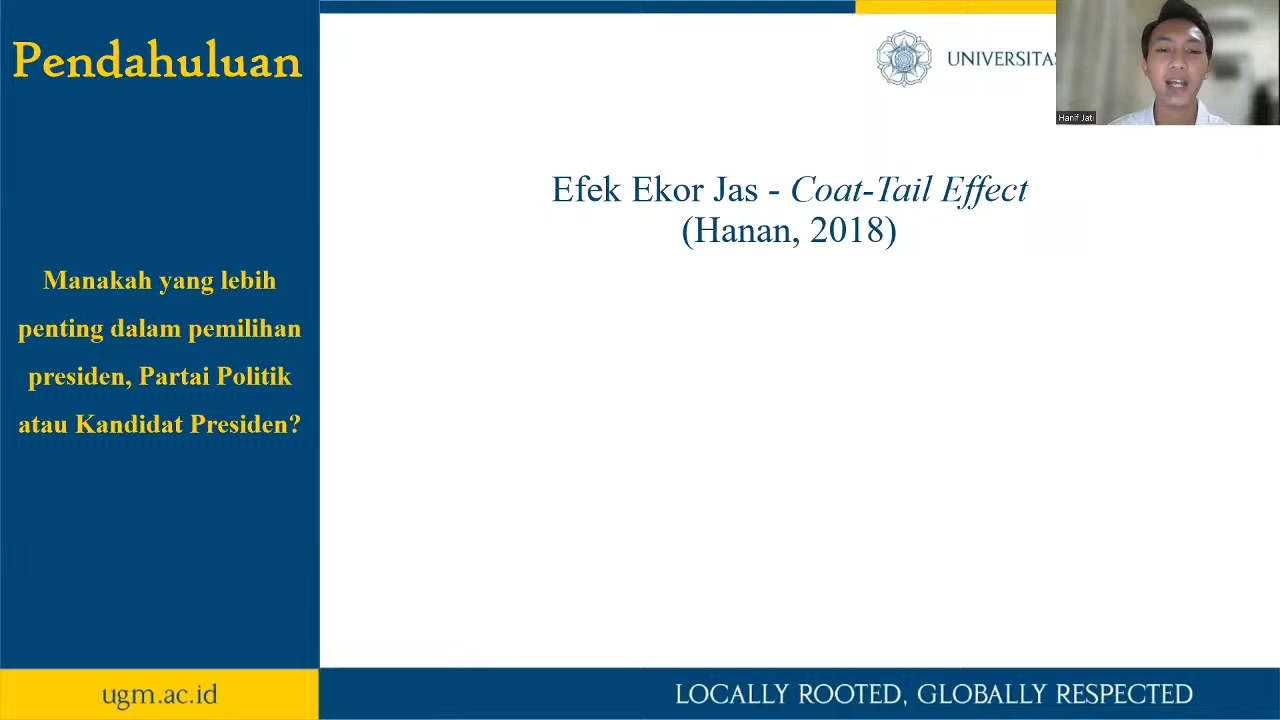 Pendahuluan
Manakah yang lebih
penting dalam pemilihan
presiden, Partai Politik
atau Kandidat Presiden?
UNIVERSITAS
Hanif Jati
Efek Ekor Jas - Coat-Tail Effect
(Hanan, 2018)
ugm.ac.id
LOCALLY ROOTED, GLOBALLY RESPECTED